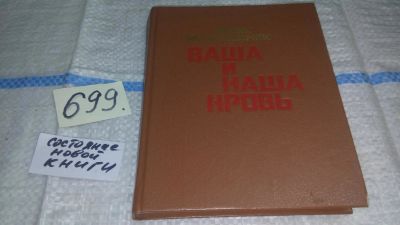 699.
состояние
новой
книги
ВАША
И
НАША
КРОВЬ